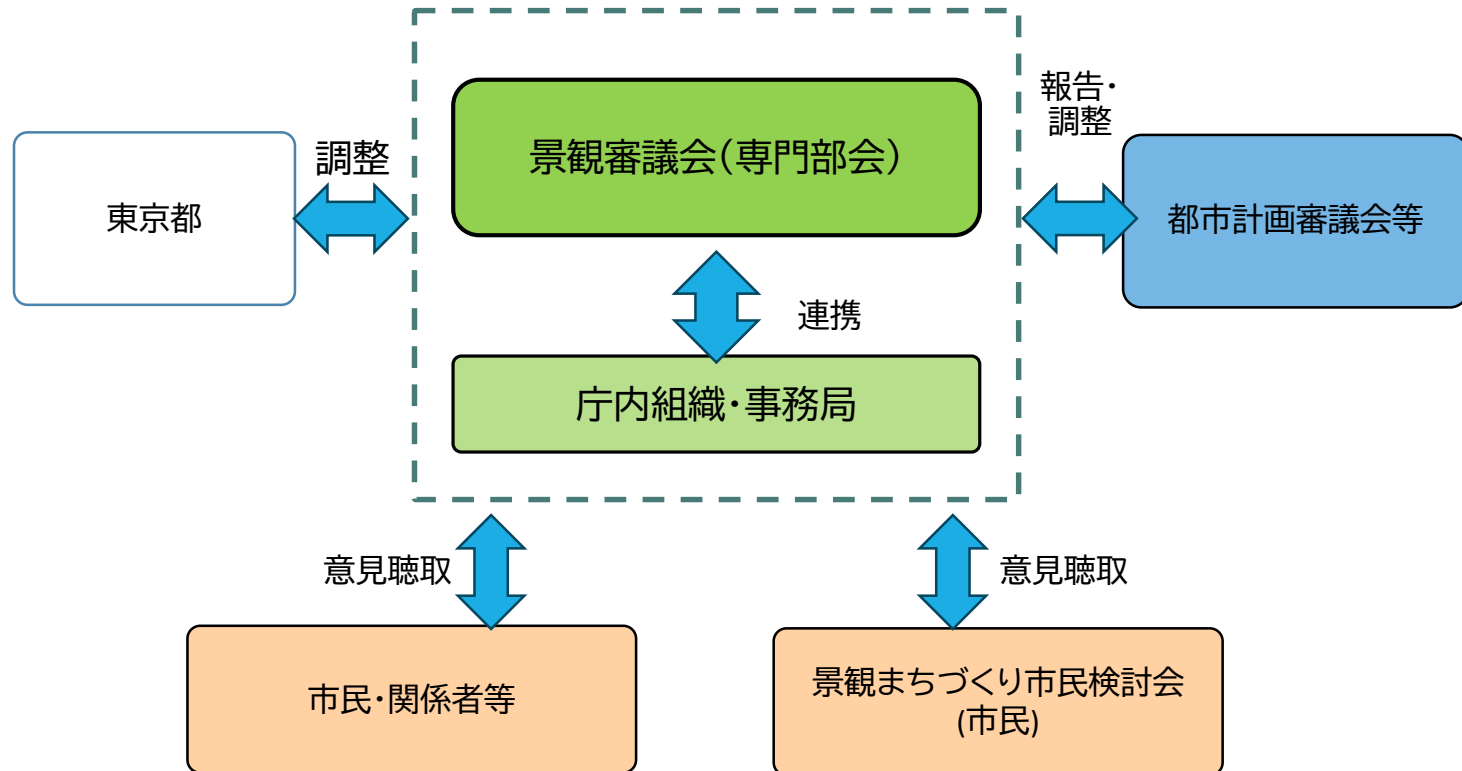 報告・
調整
景観審議会(専門部会)
調整
東京都
都市計画審議会等
連携
庁内組織・事務局
意見聴取
意見聴取
市民・関係者等
景観まちづくり市民検討会
(市民)